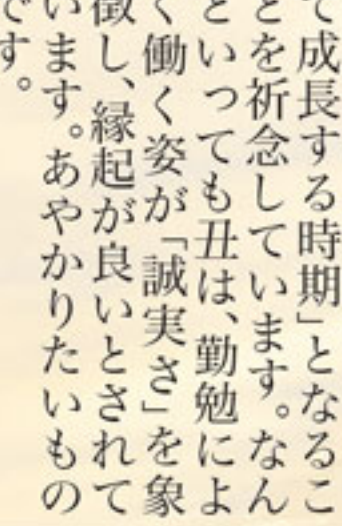 て成長する時期」となるこ
とを祈念しています。なん
といっても丑は、勤勉によ
く働く姿が「誠実さ」を象
徴し、縁起が良いとされて
います。あやかりたいもの
です。